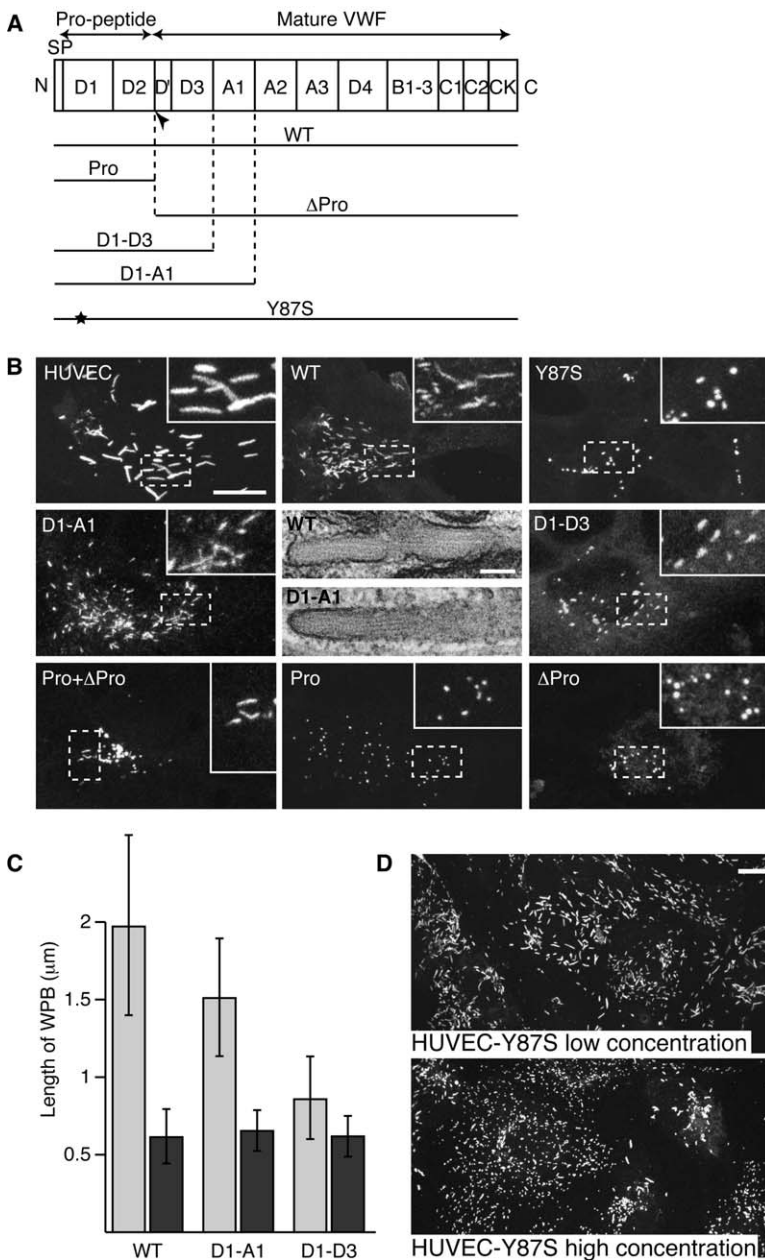 A
Pro-peptide
Mature VWF
SP
N
D1
D2
D'
D3
A1
A2
A3
D4
B1-3
C1
C2
CK
C
WT
Pro
ΔPro
D1-D3
D1-A1
Y87S
B
HUVEC
WT
Y87S
D1-A1
WT
D1-A1
D1-D3
Pro+ΔPro
Pro
ΔPro
C
Length of WPB (μm)
2
1.5
1
0.5
WT
D1-A1
D1-D3
D
HUVEC-Y87S low concentration
HUVEC-Y87S high concentration